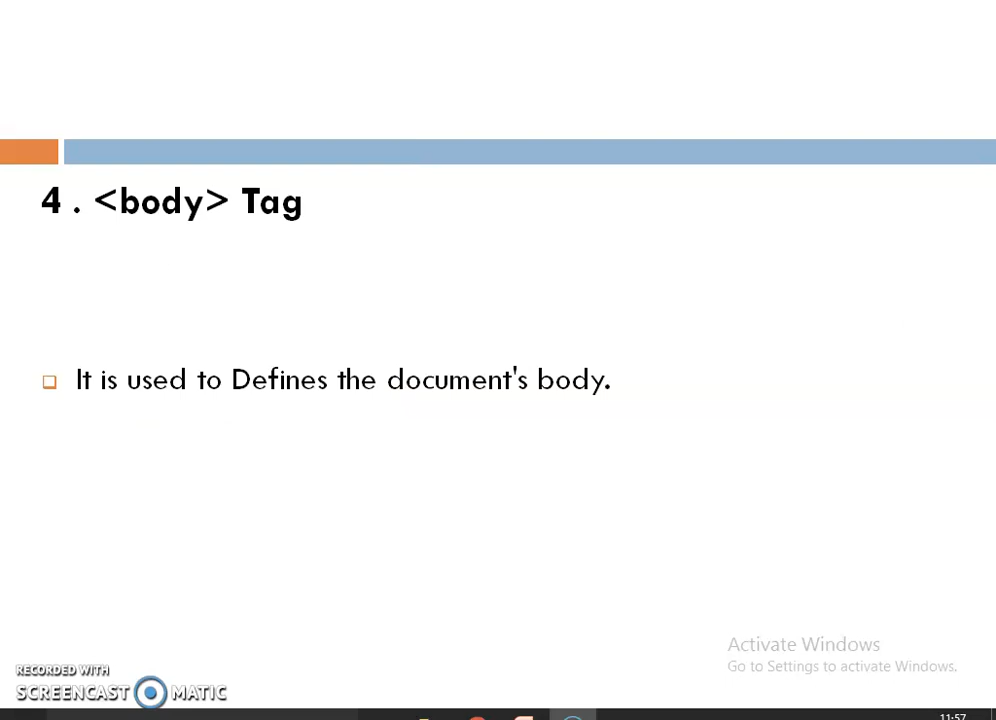 4 . <body> Tag
It is used to Defines the document's body.
Activate Windows
Go to Settings to activate Windows.
RECORDED WITH
SCREENCAST MATIC
11:57